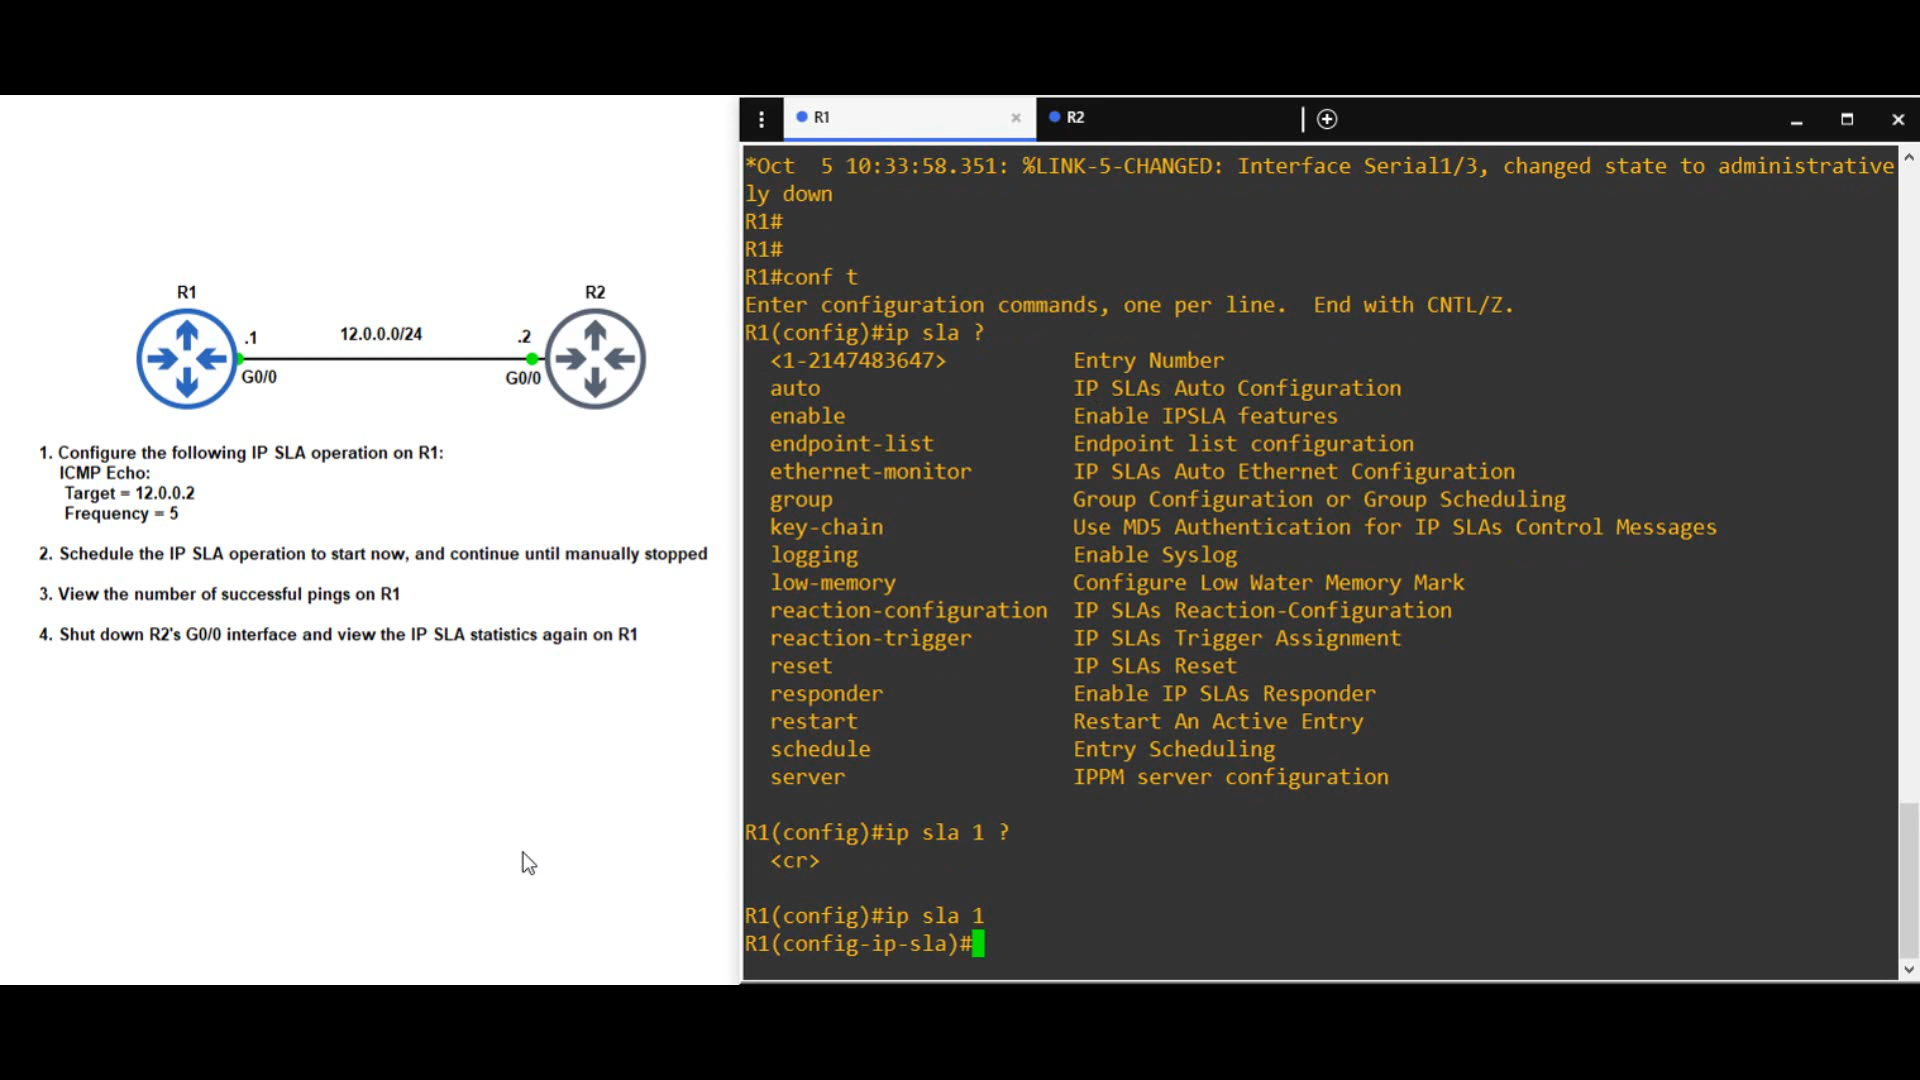 R1
R2
.1
12.0.0.0/24
.2
G0/0
G0/0
1. Configure the following IP SLA operation on R1:
ICMP Echo:
Target = 12.0.0.2
Frequency = 5
2. Schedule the IP SLA operation to start now, and continue until manually stopped
3. View the number of successful pings on R1
4. Shut down R2's G0/0 interface and view the IP SLA statistics again on R1
R1
R2
*Oct  5 10:33:58.351: %LINK-5-CHANGED: Interface Serial1/3, changed state to administrative
ly down
R1#
R1#
R1#conf t
Enter configuration commands, one per line.  End with CNTL/Z.
R1(config)#ip sla ?
<1-2147483647>          Entry Number
auto                    IP SLAs Auto Configuration
enable                  Enable IPSLA features
endpoint-list           Endpoint list configuration
ethernet-monitor        IP SLAs Auto Ethernet Configuration
group                   Group Configuration or Group Scheduling
key-chain               Use MD5 Authentication for IP SLAs Control Messages
logging                 Enable Syslog
low-memory              Configure Low Water Memory Mark
reaction-configuration  IP SLAs Reaction-Configuration
reaction-trigger        IP SLAs Trigger Assignment
reset                   IP SLAs Reset
responder               Enable IP SLAs Responder
restart                 Restart An Active Entry
schedule                Entry Scheduling
server                  IPPM server configuration
R1(config)#ip sla 1 ?
<cr>
R1(config)#ip sla 1
R1(config-ip-sla)#